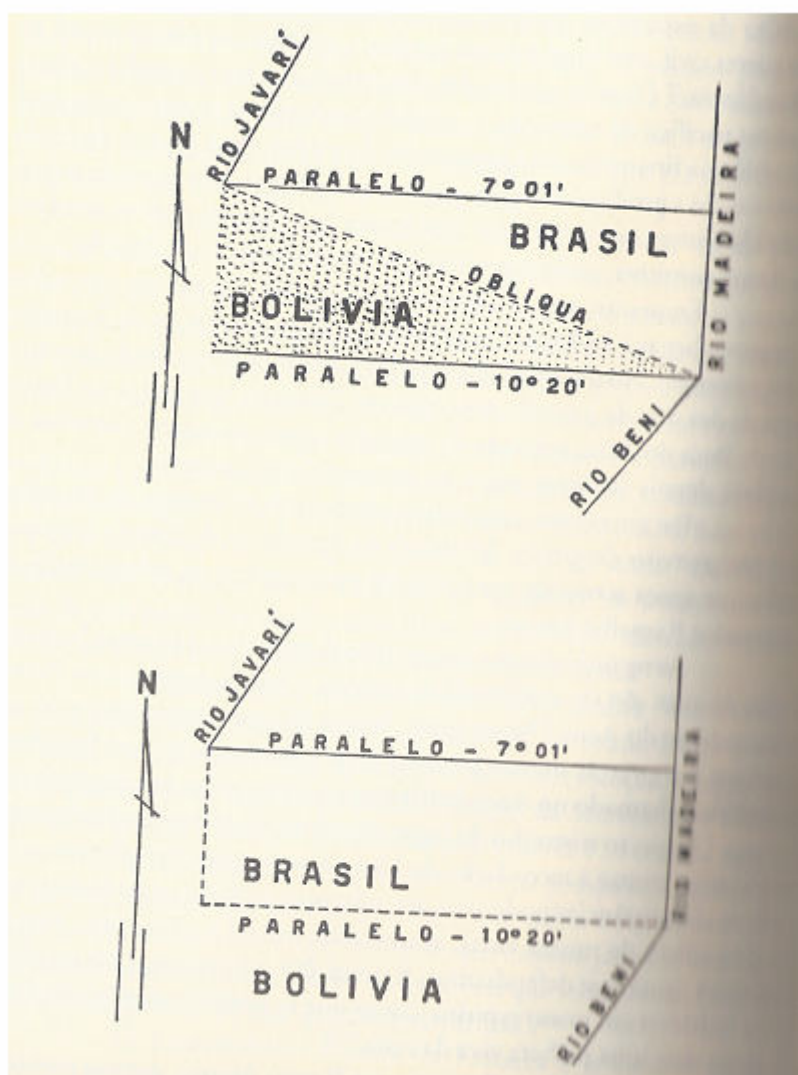 RIO JAVARÍ
N
PARALELO - 7º 01'
BRASIL
RIO MADEIRA
OBLIQUA
BOLIVIA
PARALELO - 10º 20'
RIO BENI
RIO JAVARÍ
N
PARALELO - 7º 01'
RIO MADEIRA
BRASIL
PARALELO - 10º 20'
BOLIVIA
RIO BENI